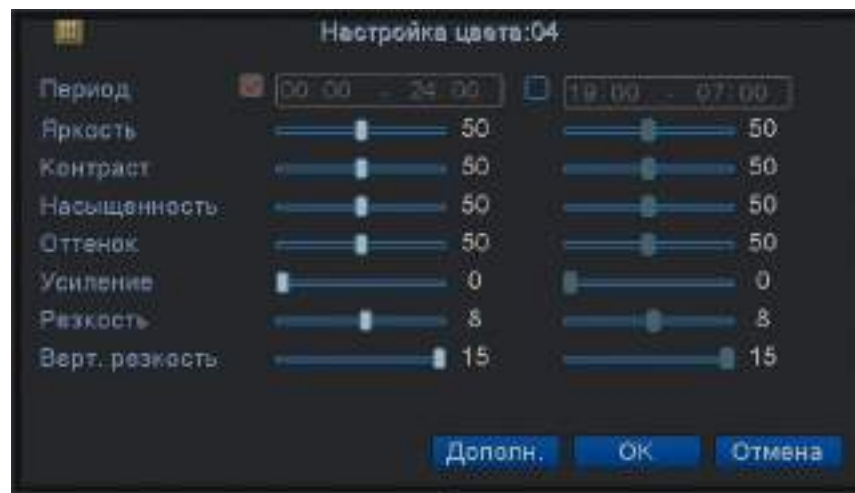 Настройка цвета:04
Период 00:00 - 24:00 19:00 - 07:00
Яркость 50 50
Контраст 50 50
Насыщенность 50 50
Оттенок 50 50
Усиление 0 0
Резкость 8 8
Верт. резкость 15 15
Дополн. OK Отмена